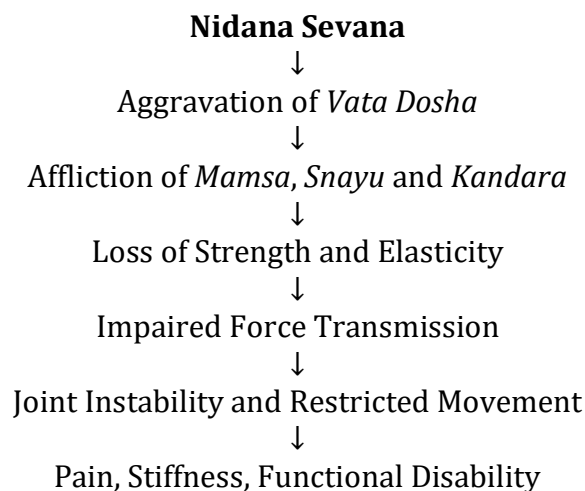 Nidana Sevana
↓
Aggravation of Vata Dosha
↓
Affliction of Mamsa, Snayu and Kandara
↓
Loss of Strength and Elasticity
↓
Impaired Force Transmission
↓
Joint Instability and Restricted Movement
↓
Pain, Stiffness, Functional Disability